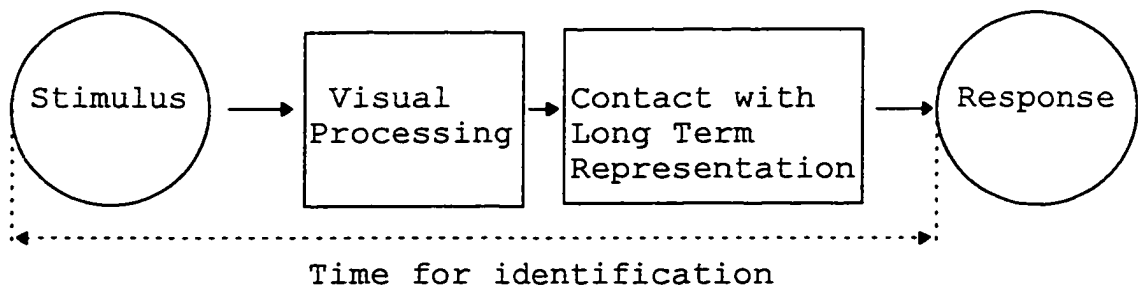 Stimulus
Visual
Processing
Contact with
Long Term
Representation
Response
Time for identification